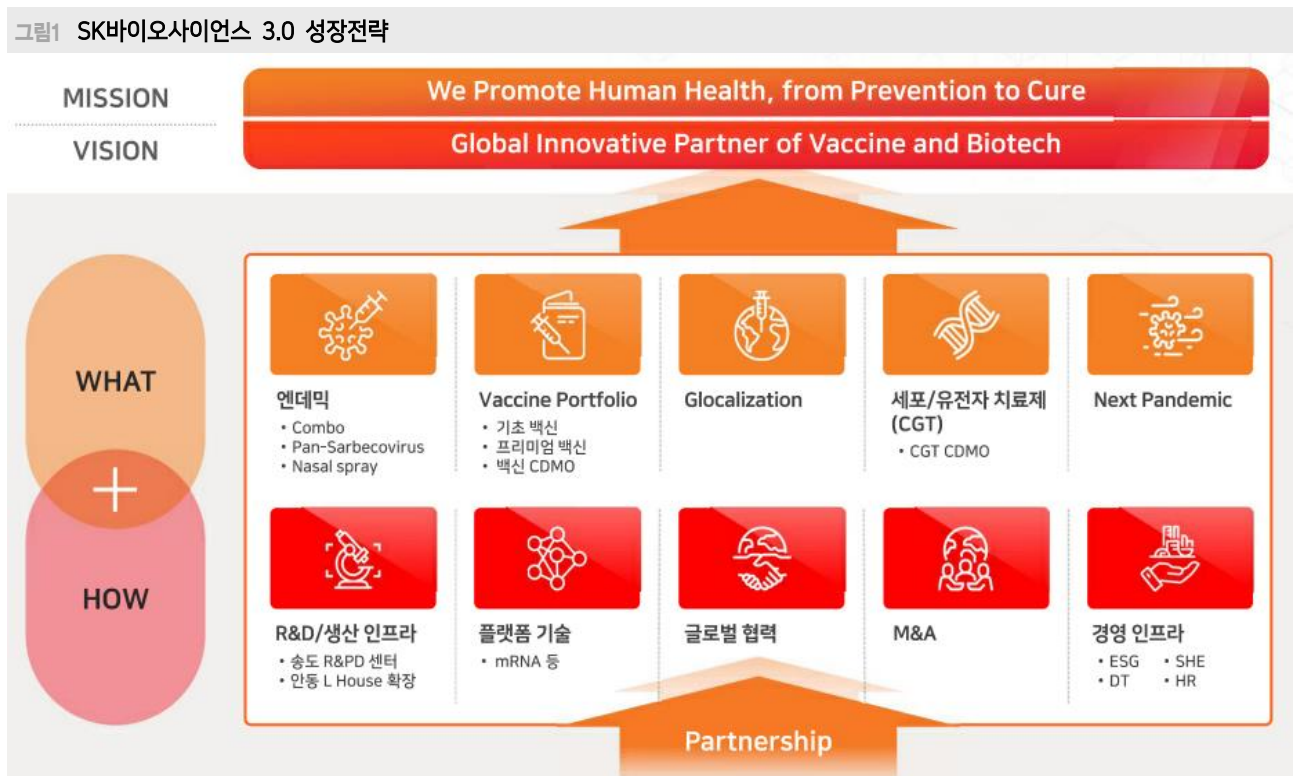 그림1 SK바이오사이언스 3.0 성장전략
MISSION
We Promote Human Health, from Prevention to Cure
VISION
Global Innovative Partner of Vaccine and Biotech
WHAT
엔데믹
• Combo
• Pan-Sarbecovirus
• Nasal spray
Vaccine Portfolio
• 기초 백신
• 프리미엄 백신
• 백신 CDMO
Glocalization
세포/유전자 치료제
(CGT)
• CGT CDMO
Next Pandemic
+
HOW
R&D/생산 인프라
• 송도 R&PD 센터
• 안동 L House 확장
플랫폼 기술
• mRNA 등
글로벌 협력
M&A
경영 인프라
• ESG • SHE
• DT • HR
Partnership